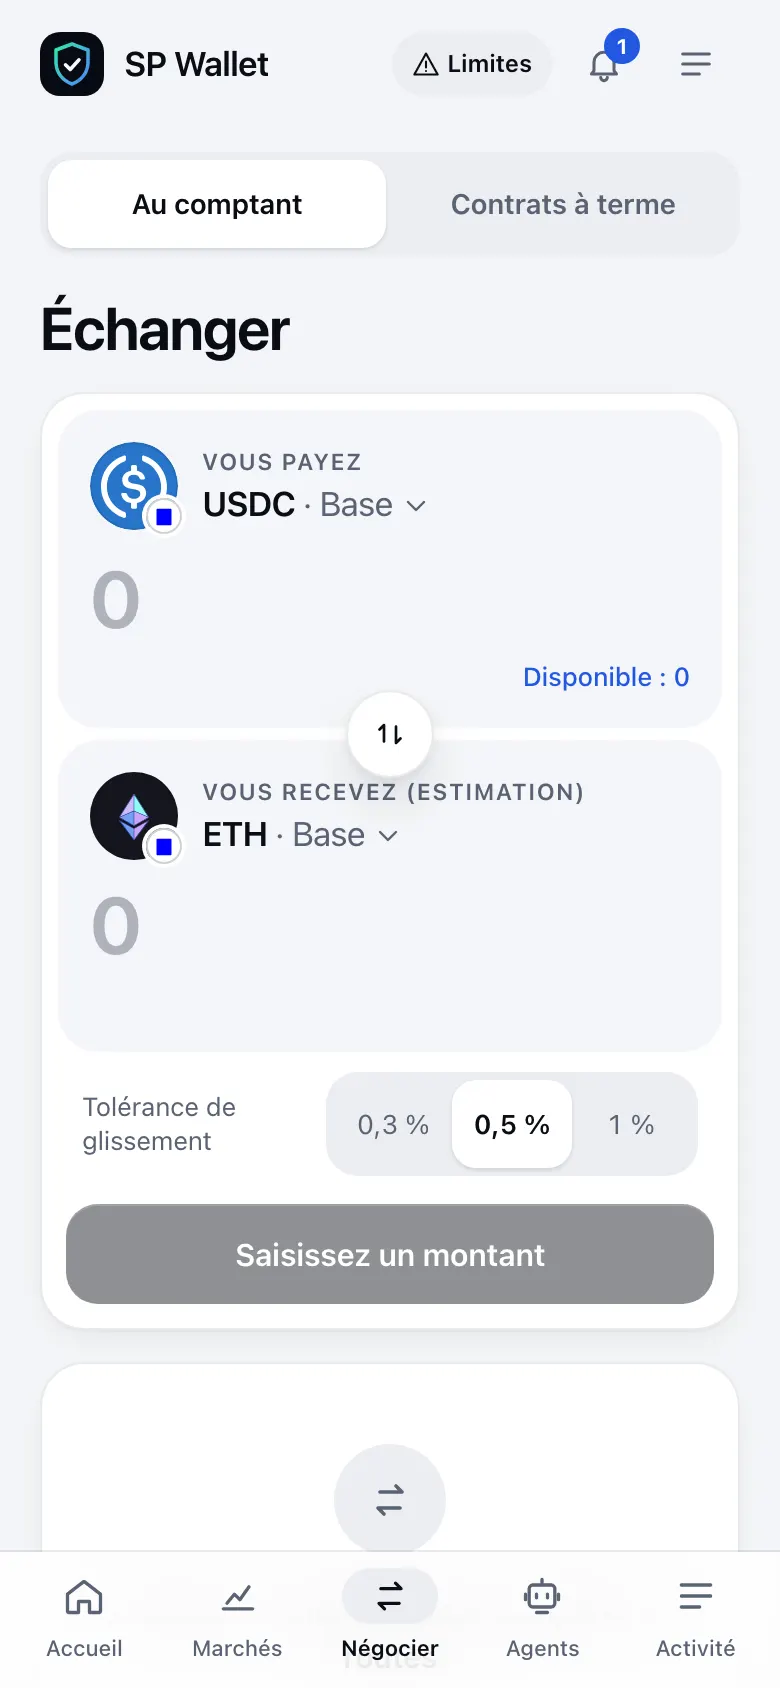 SP Wallet
Limites
1
Au comptant
Contrats à terme
Échanger
VOUS PAYEZ
USDC · Base
0
Disponible : 0
VOUS RECEVEZ (ESTIMATION)
ETH · Base
0
Tolérance de
glissement
0,3 %
0,5 %
1 %
Saisissez un montant
Accueil
Marchés
Négocier
Agents
Activité